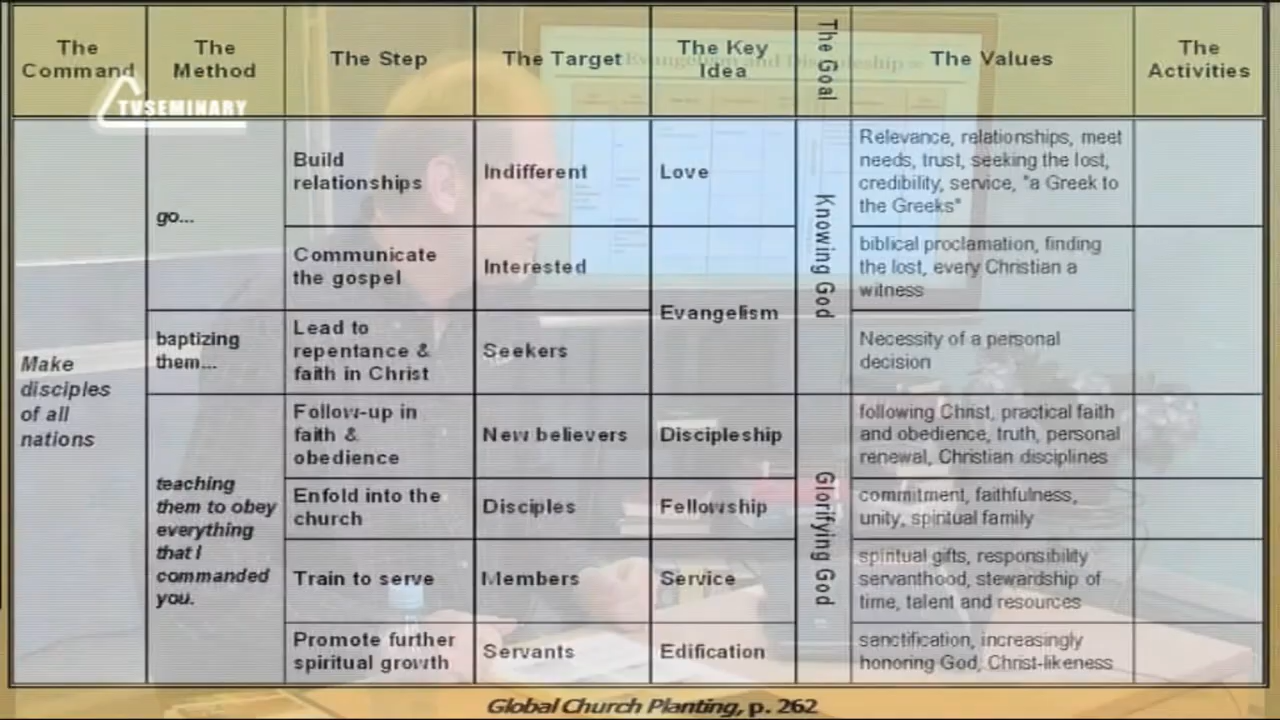 The Command
The Method
The Step
The Target
The Key Idea
The Goal
The Values
The Activities
TVSEMINARY
Make
disciples
of all
nations
go...
baptizing
them...
teaching
them to obey
everything
that I
commanded
you.
Build
relationships
Indifferent
Love
Knowing God
Relevance, relationships, meet
needs, trust, seeking the lost,
credibility, service, "a Greek to
the Greeks"
Communicate
the gospel
Interested
Evangelism
biblical proclamation, finding
the lost, every Christian a
witness
Lead to
repentance &
faith in Christ
Seekers
Necessity of a personal
decision
Follow-up in
faith &
obedience
New believers
Discipleship
Glorifying God
following Christ, practical faith
and obedience, truth, personal
renewal, Christian disciplines
Enfold into the
church
Disciples
Fellowship
commitment, faithfulness,
unity, spiritual family
Train to serve
Members
Service
spiritual gifts, responsibility
servanthood, stewardship of
time, talent and resources
Promote further
spiritual growth
Servants
Edification
sanctification, increasingly
honoring God, Christ-likeness
Global Church Planting, p. 262
Evangelism and Discipleship